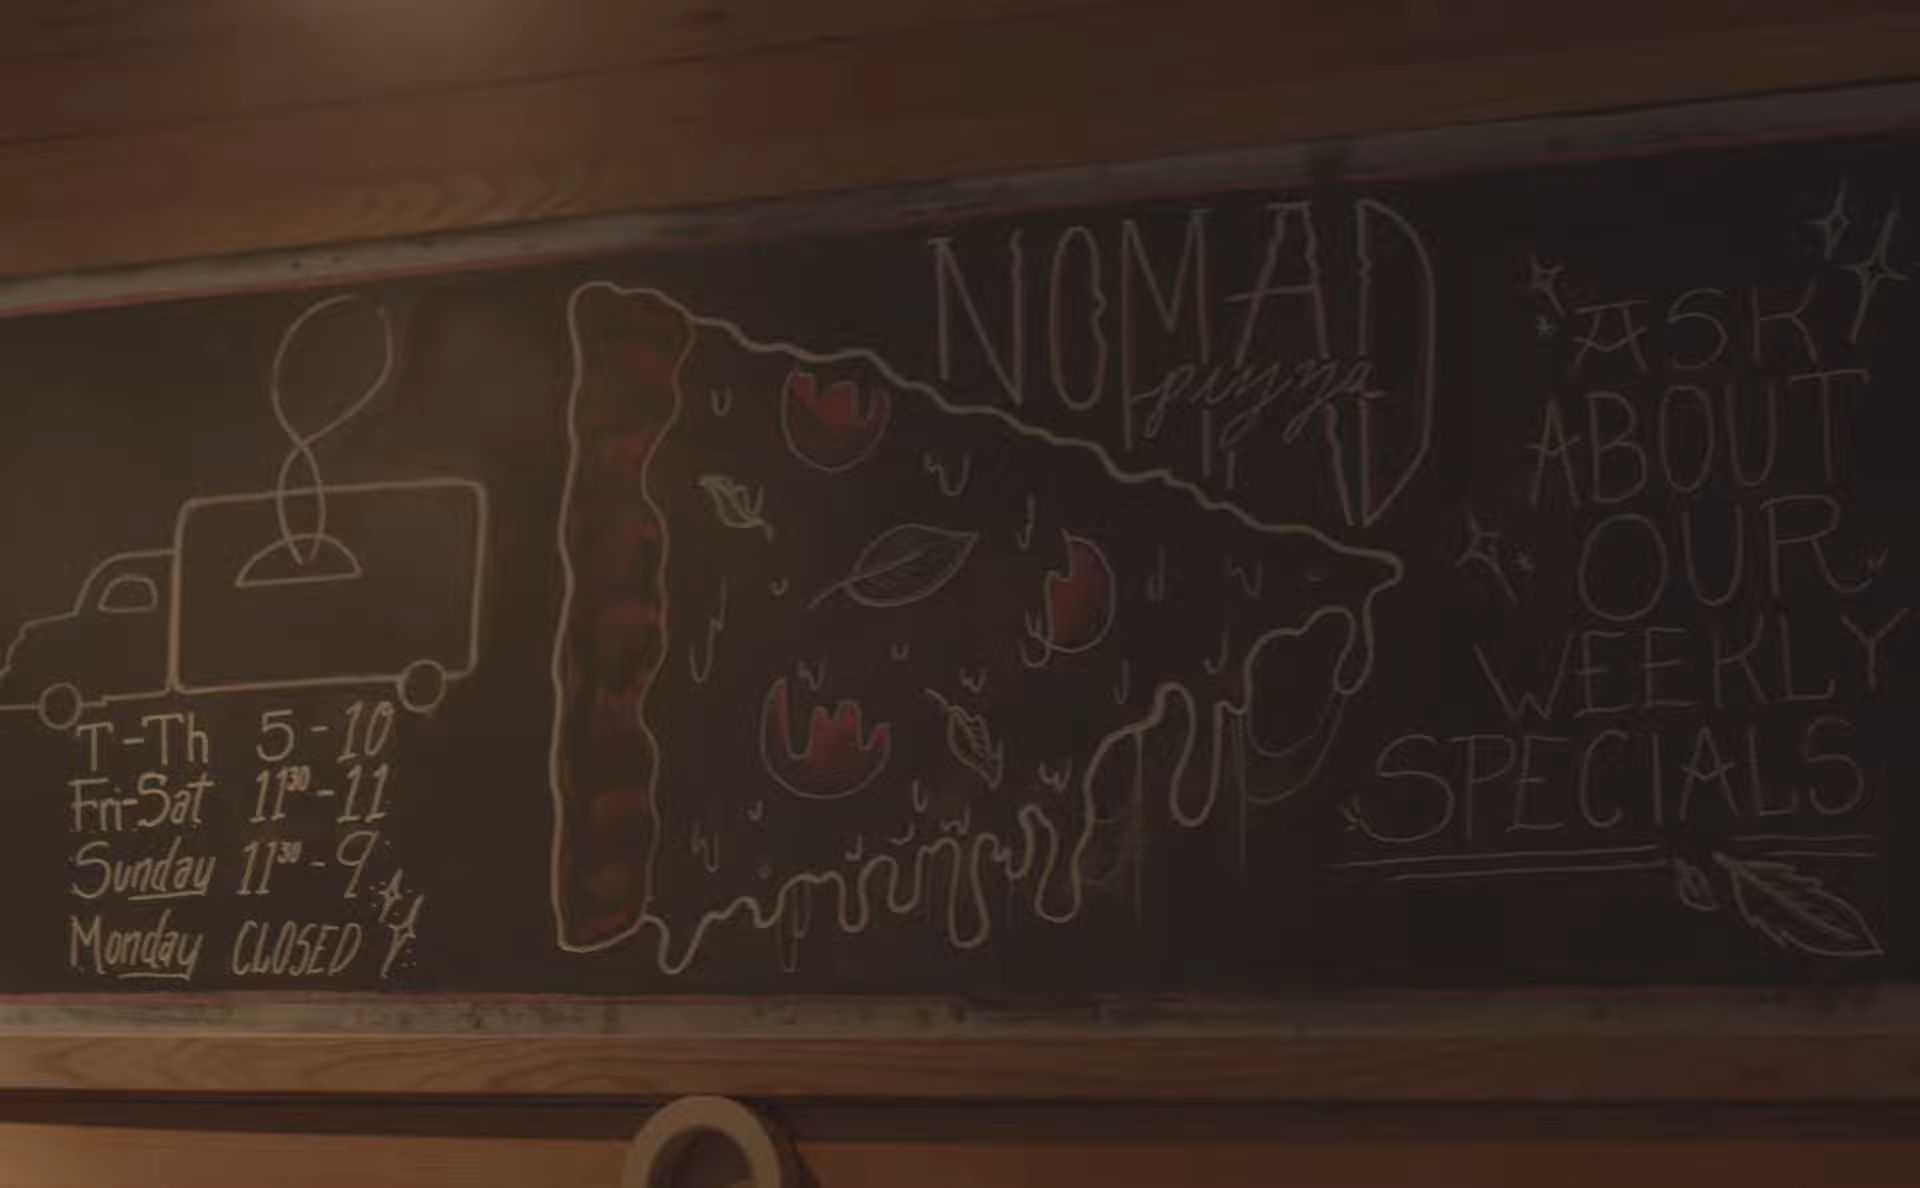 T-Th 5-10
Fri-Sat 11³⁰-11
Sunday 11³⁰-9
Monday CLOSED
NOMAD
pizza
ASK
ABOUT
OUR
WEEKLY
SPECIALS